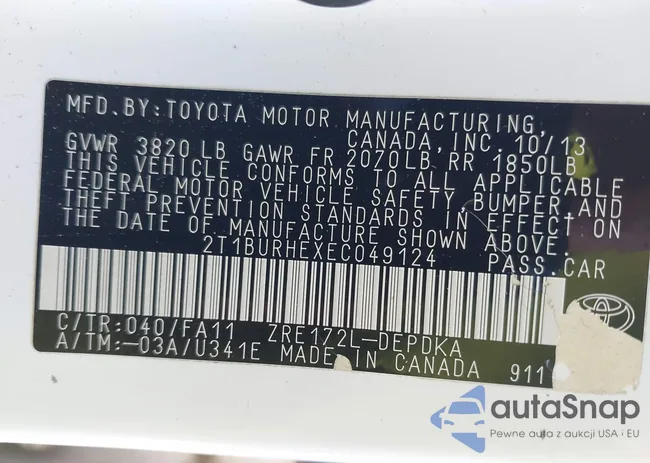 MFD. BY: TOYOTA MOTOR MANUFACTURING,
CANADA, INC. 10/13
GVWR 3820 LB GAWR FR 2070LB, RR 1850LB
THIS VEHICLE CONFORMS TO ALL APPLICABLE
FEDERAL MOTOR VEHICLE SAFETY, BUMPER AND
THEFT PREVENTION STANDARDS IN EFFECT ON
THE DATE OF MANUFACTURE SHOWN ABOVE.
2T1BURHEXEC049124 PASS. CAR
C/TR:040/FA11 ZRE172L-DEPDKA
A/TM:-03A/U341E MADE IN CANADA 911
autaSnap
Pewne auta z aukcji USA i EU